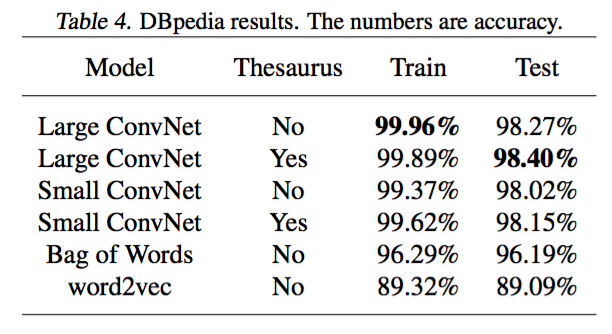 Table 4. DBpedia results. The numbers are accuracy.
Model Thesaurus Train Test
Large ConvNet No 99.96% 98.27%
Large ConvNet Yes 99.89% 98.40%
Small ConvNet No 99.37% 98.02%
Small ConvNet Yes 99.62% 98.15%
Bag of Words No 96.29% 96.19%
word2vec No 89.32% 89.09%